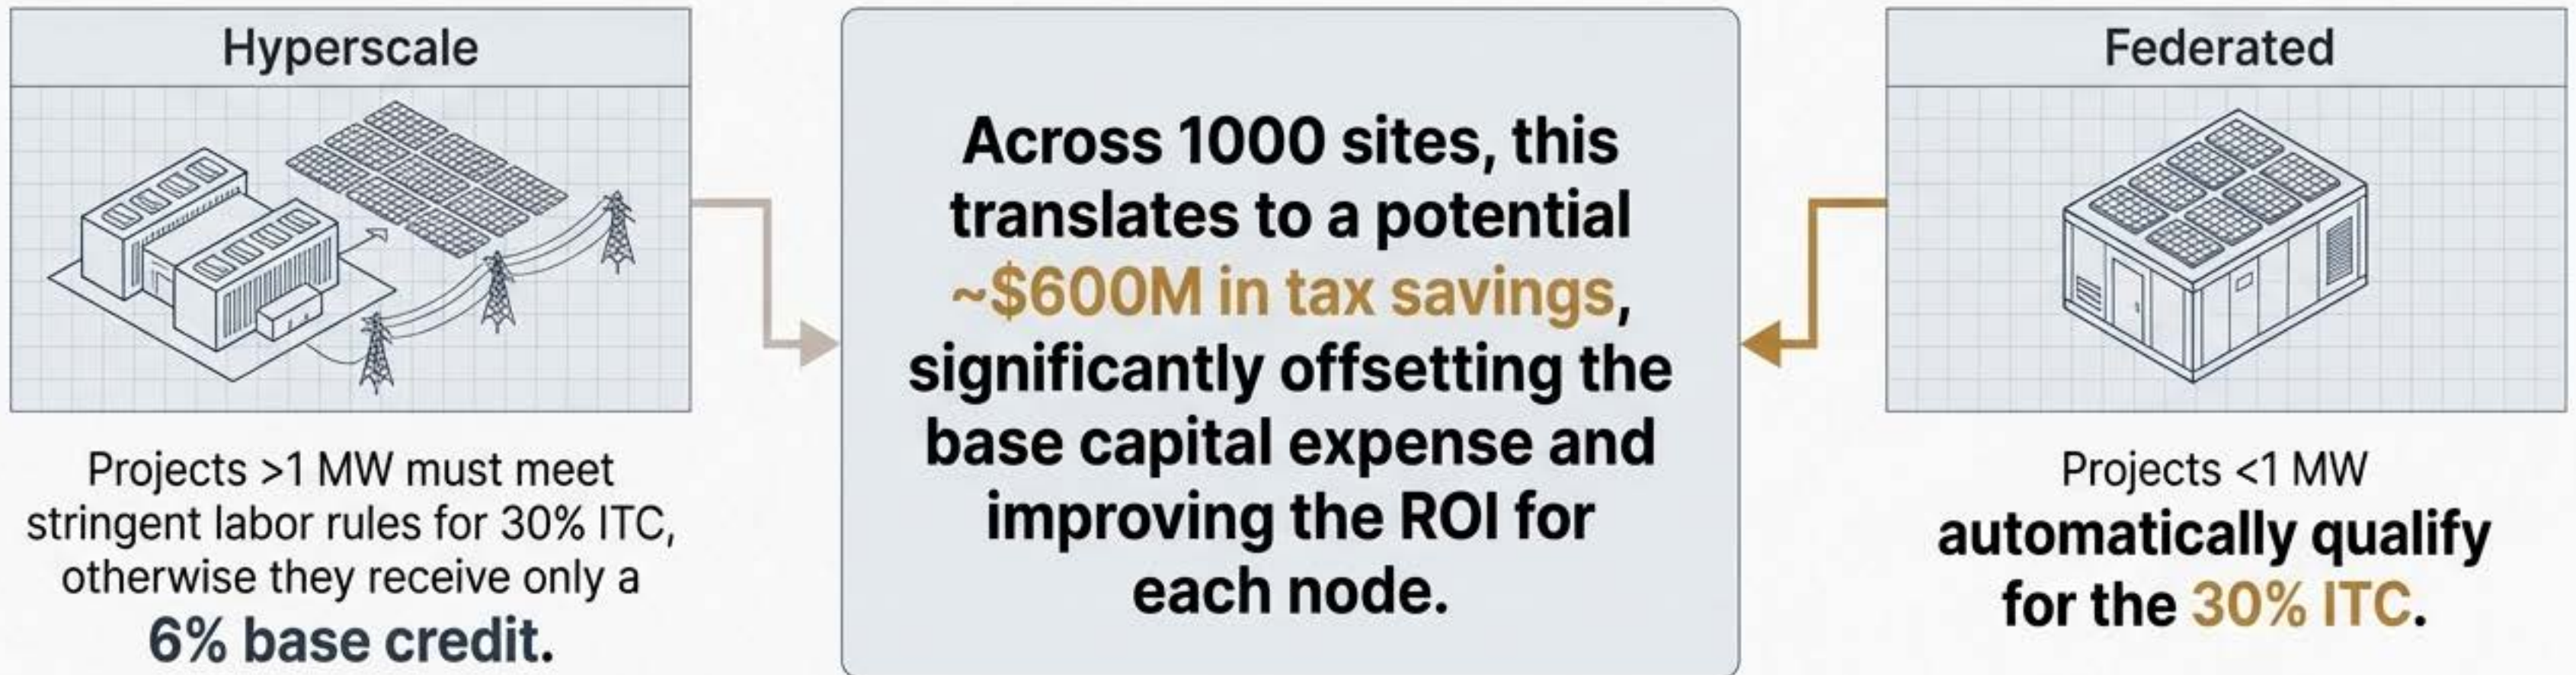 Hyperscale
Projects >1 MW must meet
stringent labor rules for 30% ITC,
otherwise they receive only a
6% base credit.
Across 1000 sites, this
translates to a potential
~$600M in tax savings,
significantly offsetting the
base capital expense and
improving the ROI for
each node.
Federated
Projects <1 MW
automatically qualify
for the 30% ITC.